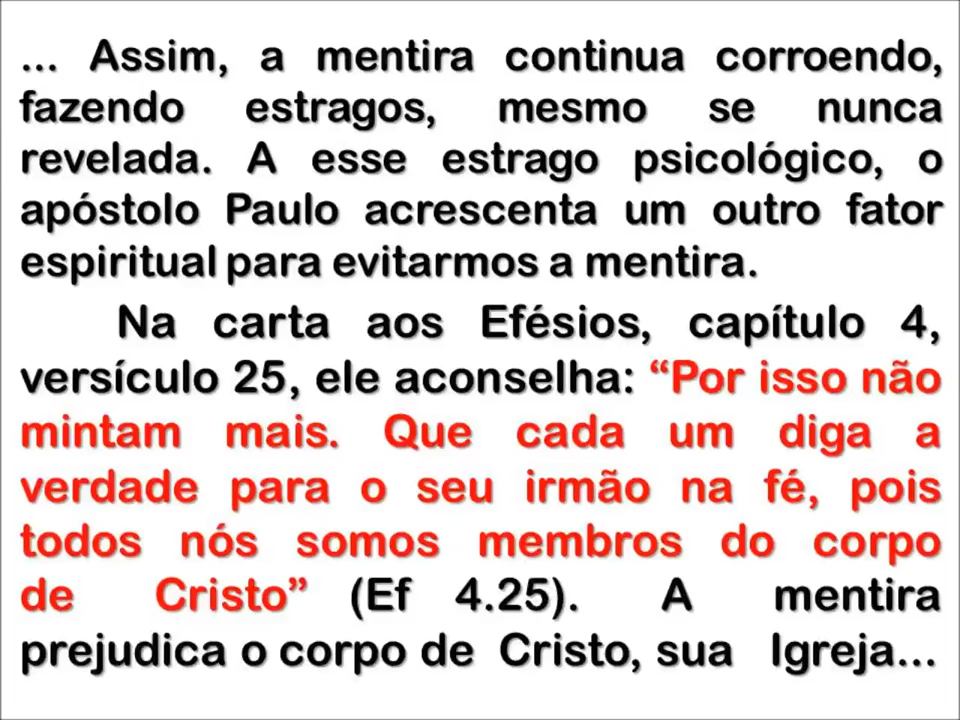 ... Assim, a mentira continua corroendo,
fazendo estragos, mesmo se nunca
revelada. A esse estrago psicológico, o
apóstolo Paulo acrescenta um outro fator
espiritual para evitarmos a mentira.
Na carta aos Efésios, capítulo 4,
versículo 25, ele aconselha: “Por isso não
mintam mais. Que cada um diga a
verdade para o seu irmão na fé, pois
todos nós somos membros do corpo
de Cristo” (Ef 4.25). A mentira
prejudica o corpo de Cristo, sua Igreja...